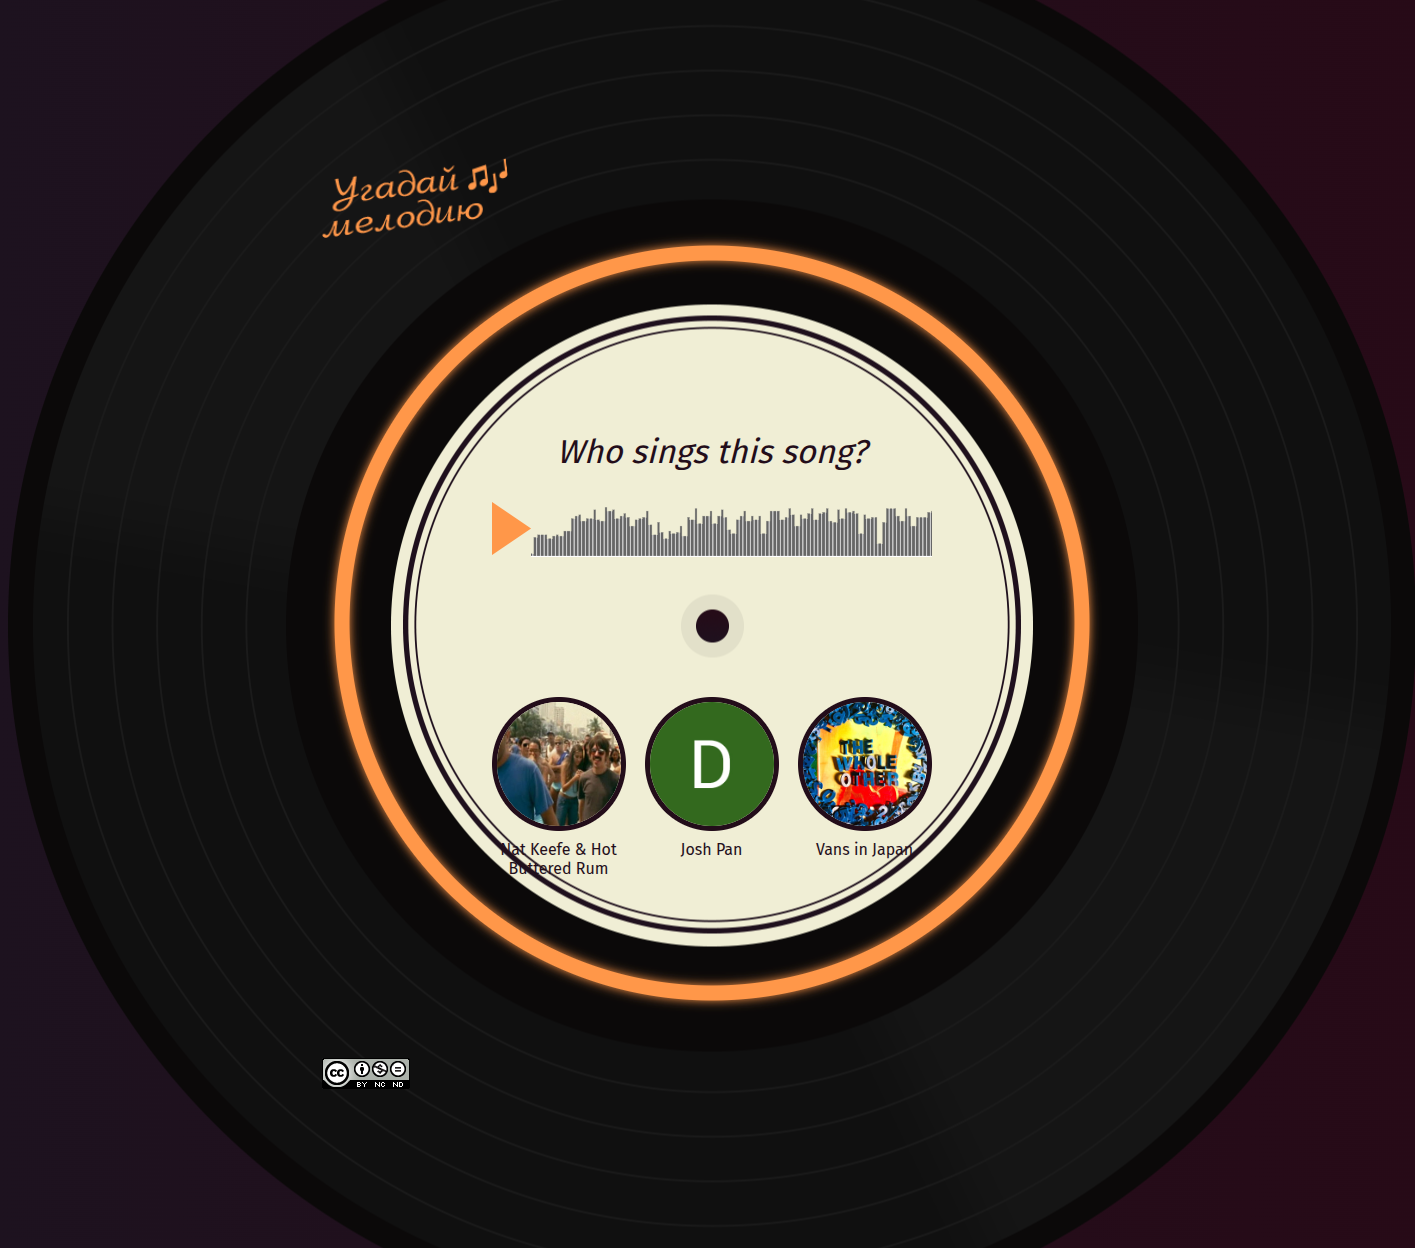 Угадай
мелодию
Who sings this song?
D
THE
WHOLE
OTHER
Nat Keefe & Hot
Buttered Rum
Josh Pan
Vans in Japan
cc
BY NC ND